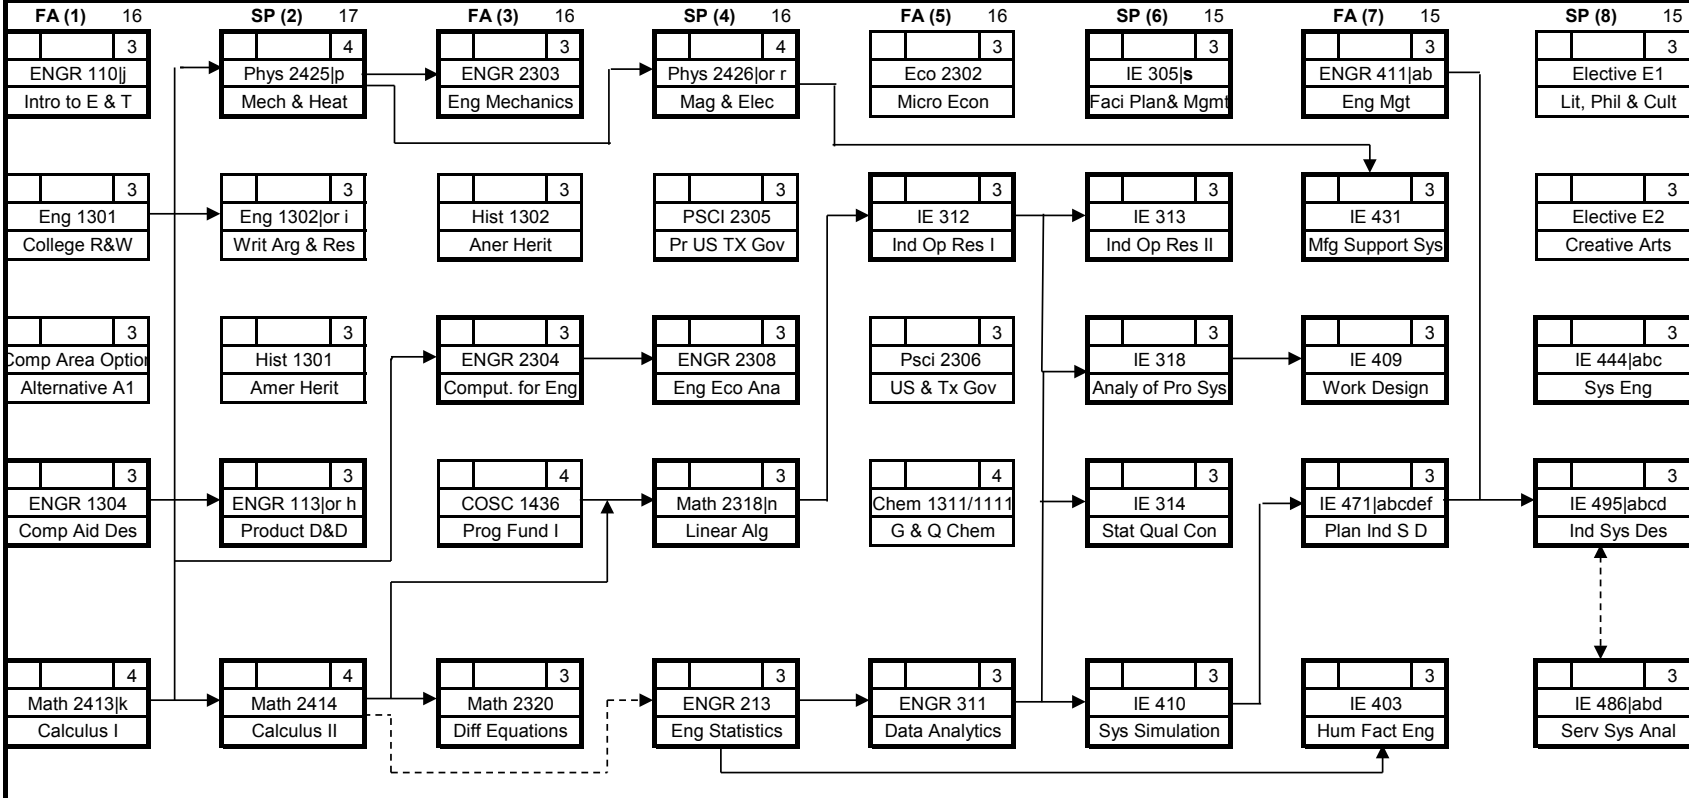 FA (1) 16 SP (2) 17 FA (3) 16 SP (4) 16 FA (5) 16 SP (6) 15 FA (7) 15 SP (8) 15
3 4 3 4 3 3 3 3
ENGR 110|j Phys 2425|p ENGR 2303 Phys 2426|or r Eco 2302 IE 305|s ENGR 411|ab Elective E1
Intro to E & T Mech & Heat Eng Mechanics Mag & Elec Micro Econ Faci Plan& Mgmt Eng Mgt Lit, Phil & Cult
3 3 3 3 3 3 3 3
Eng 1301 Eng 1302|or i Hist 1302 PSCI 2305 IE 312 IE 313 IE 431 Elective E2
College R&W Writ Arg & Res Aner Herit Pr US TX Gov Ind Op Res I Ind Op Res II Mfg Support Sys Creative Arts
3 3 3 3 3 3 3 3
Comp Area Option Hist 1301 ENGR 2304 ENGR 2308 Psci 2306 IE 318 IE 409 IE 444|abc
Alternative A1 Amer Herit Comput. for Eng Eng Eco Ana US & Tx Gov Analy of Pro Sys Work Design Sys Eng
3 3 4 3 4 3 3 3
ENGR 1304 ENGR 113|or h COSC 1436 Math 2318|n Chem 1311/1111 IE 314 IE 471|abcdef IE 495|abcd
Comp Aid Des Product D&D Prog Fund I Linear Alg G & Q Chem Stat Qual Con Plan Ind S D Ind Sys Des
4 4 3 3 3 3 3 3
Math 2413|k Math 2414 Math 2320 ENGR 213 ENGR 311 IE 410 IE 403 IE 486|abd
Calculus I Calculus II Diff Equations Eng Statistics Data Analytics Sys Simulation Hum Fact Eng Serv Sys Anal